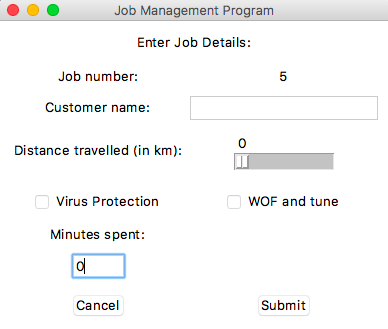 Job Management Program
Enter Job Details:
Job number: 5
Customer name:
0
Distance travelled (in km):
Virus Protection WOF and tune
Minutes spent:
0
Cancel Submit